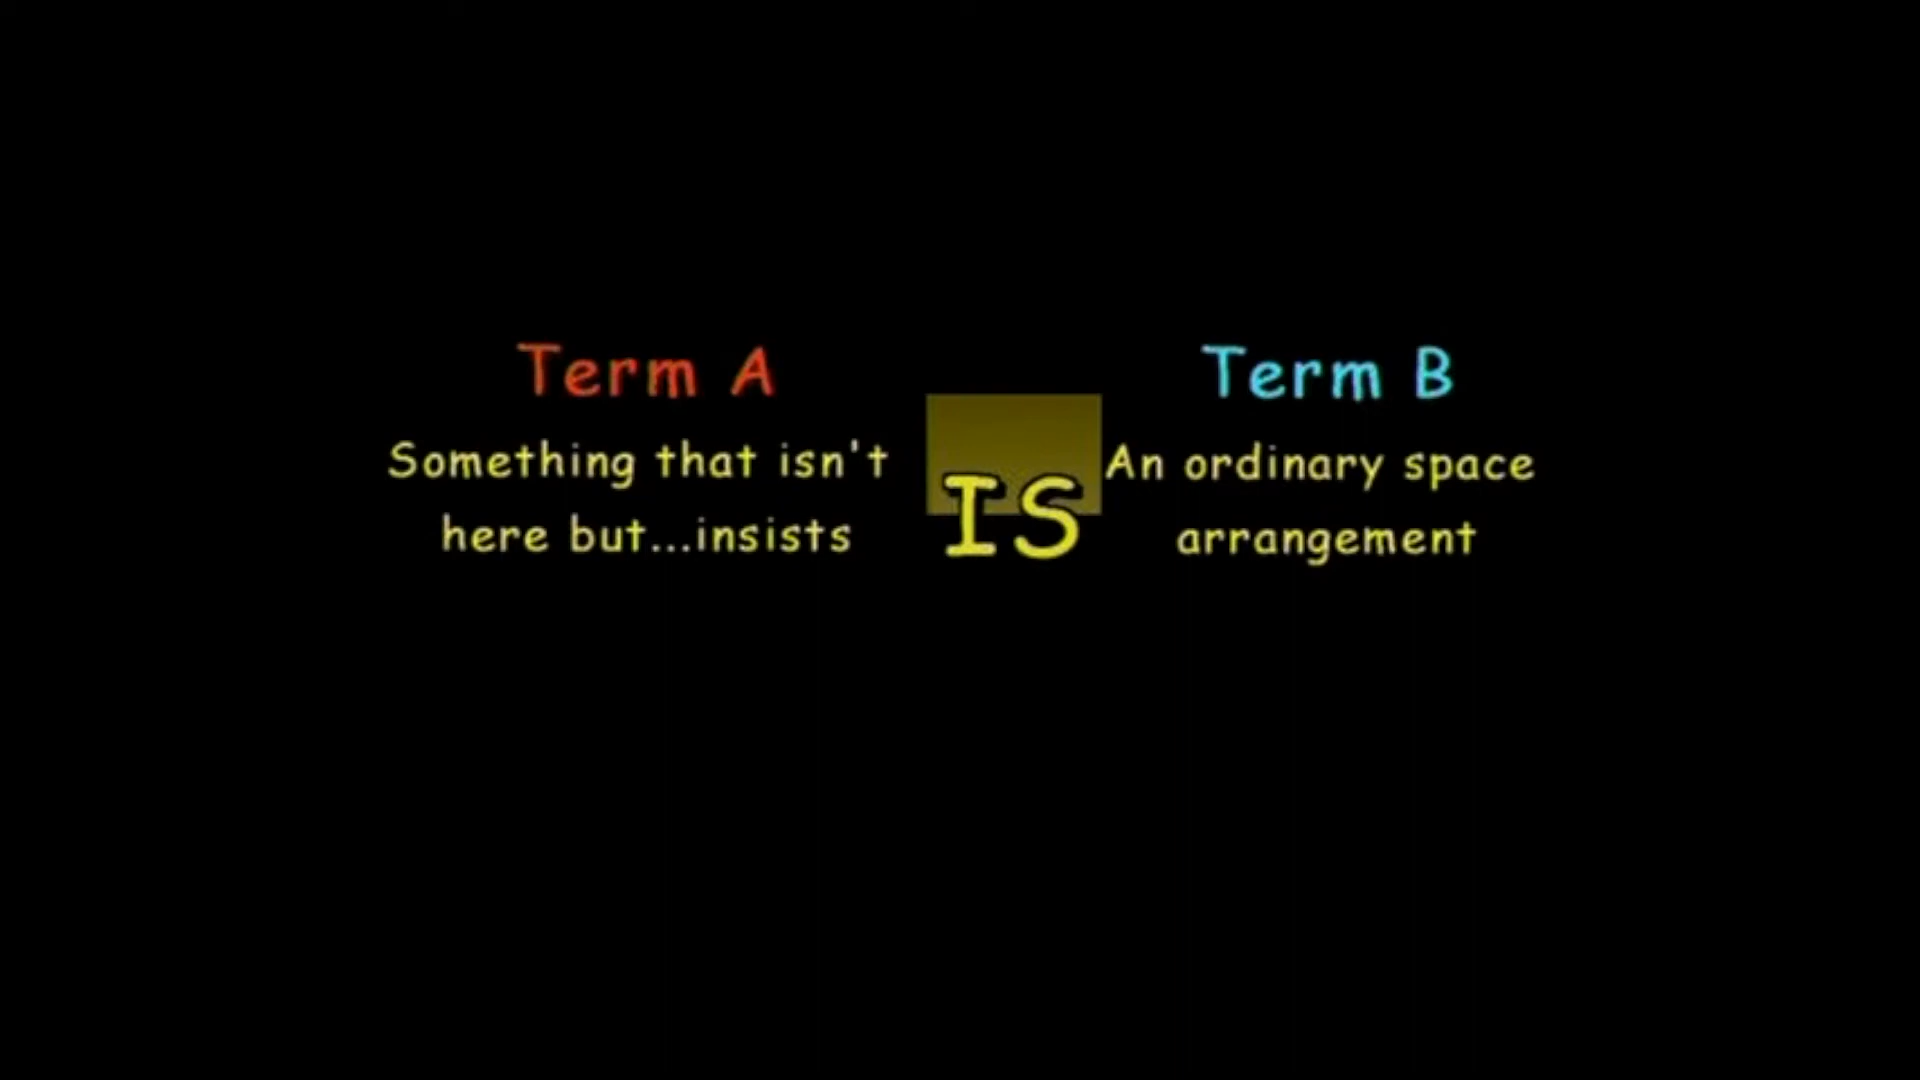 Term A
Something that isn't
here but...insists
IS
Term B
An ordinary space
arrangement